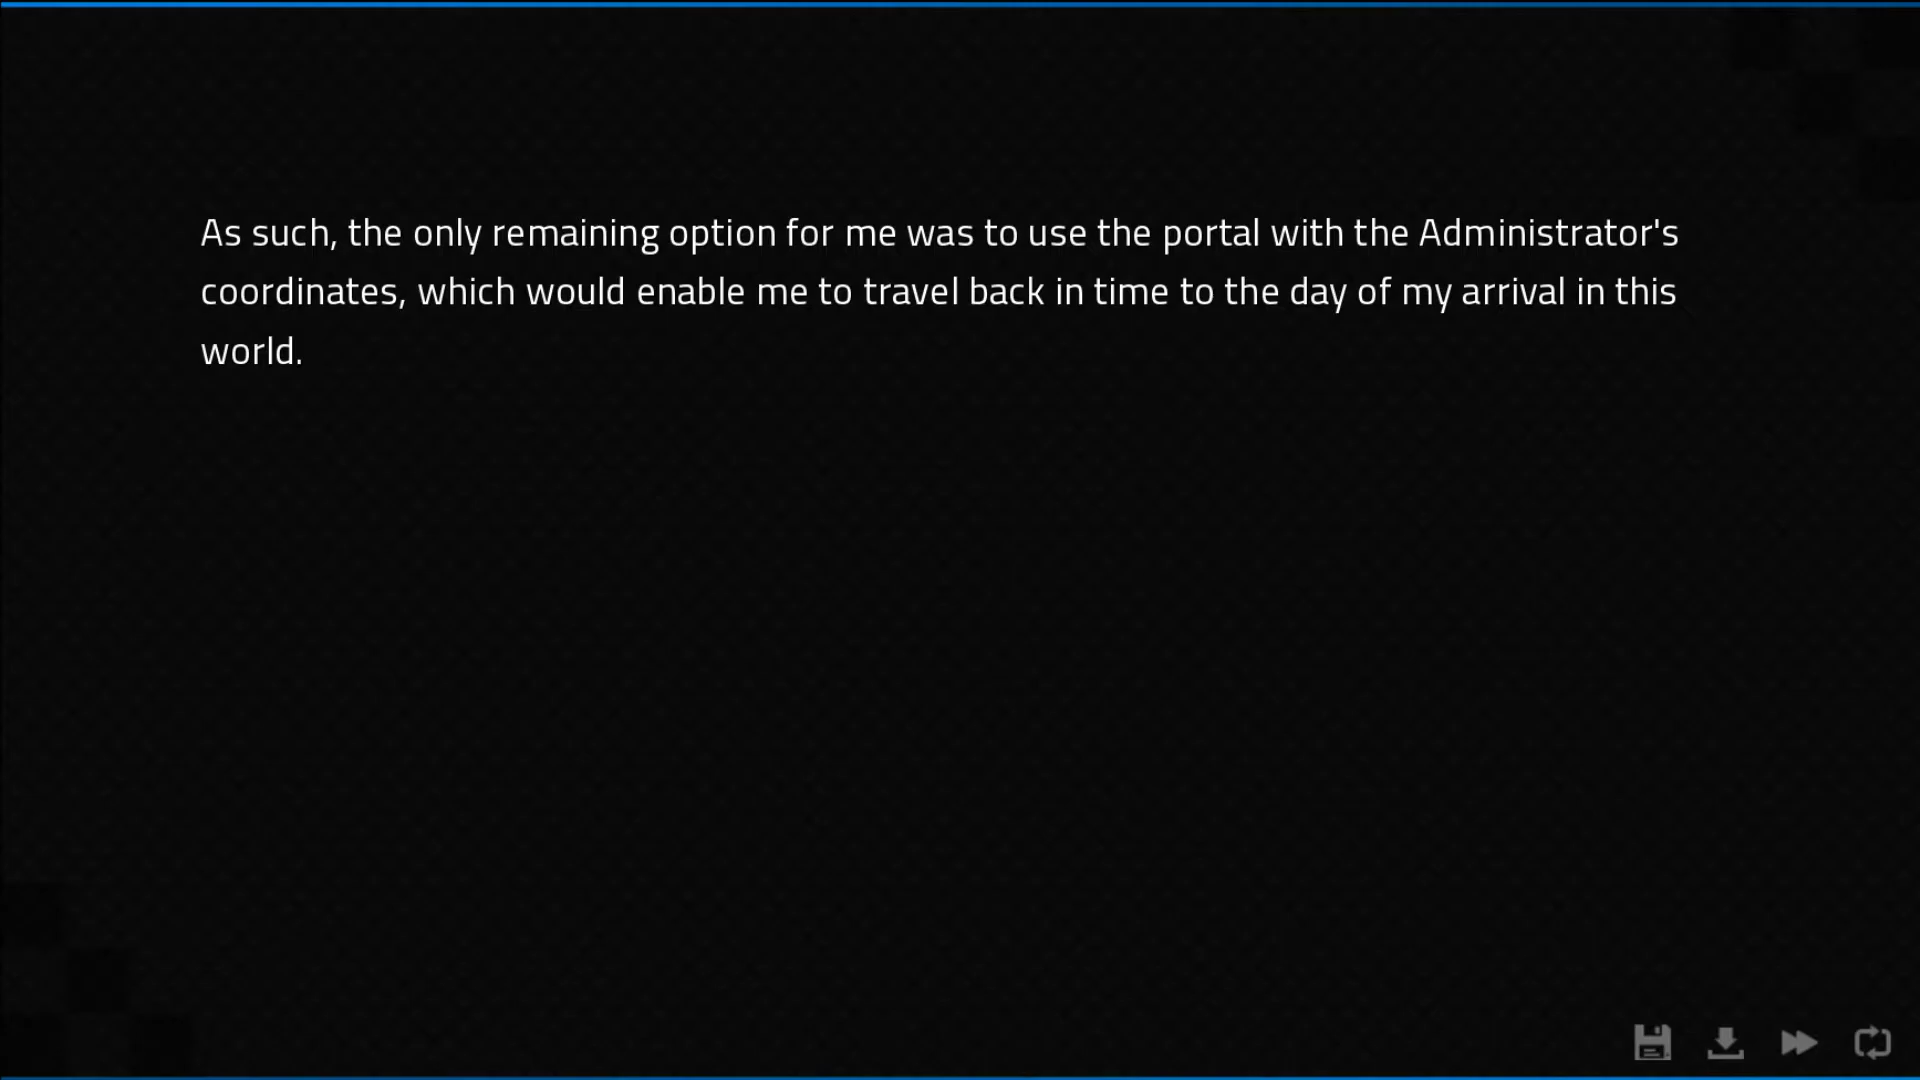 As such, the only remaining option for me was to use the portal with the Administrator's
coordinates, which would enable me to travel back in time to the day of my arrival in this
world.